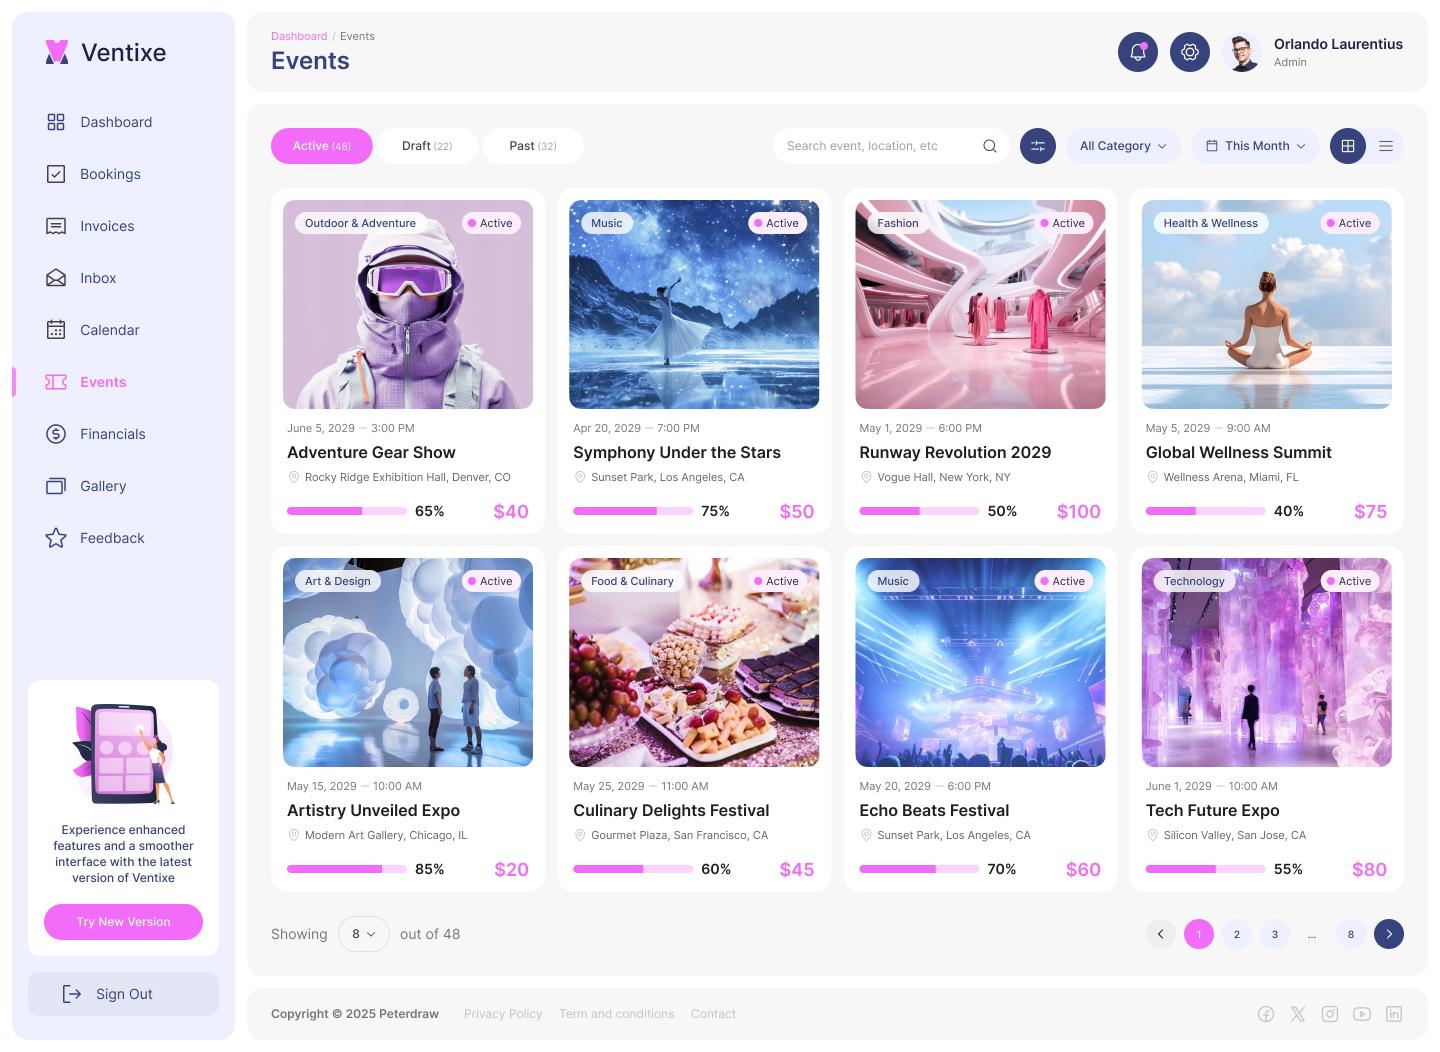 Ventixe
Dashboard
Bookings
Invoices
Inbox
Calendar
Events
Financials
Gallery
Feedback
Experience enhanced
features and a smoother
interface with the latest
version of Ventixe
Try New Version
Sign Out
Dashboard / Events
Events
Orlando Laurentius
Admin
Active (48)
Draft (22)
Past (32)
Search event, location, etc
All Category
This Month
Outdoor & Adventure
Active
June 5, 2029 — 3:00 PM
Adventure Gear Show
Rocky Ridge Exhibition Hall, Denver, CO
65%
$40
Music
Active
Apr 20, 2029 — 7:00 PM
Symphony Under the Stars
Sunset Park, Los Angeles, CA
75%
$50
Fashion
Active
May 1, 2029 — 6:00 PM
Runway Revolution 2029
Vogue Hall, New York, NY
50%
$100
Health & Wellness
Active
May 5, 2029 — 9:00 AM
Global Wellness Summit
Wellness Arena, Miami, FL
40%
$75
Art & Design
Active
May 15, 2029 — 10:00 AM
Artistry Unveiled Expo
Modern Art Gallery, Chicago, IL
85%
$20
Food & Culinary
Active
May 25, 2029 — 11:00 AM
Culinary Delights Festival
Gourmet Plaza, San Francisco, CA
60%
$45
Music
Active
May 20, 2029 — 6:00 PM
Echo Beats Festival
Sunset Park, Los Angeles, CA
70%
$60
Technology
Active
June 1, 2029 — 10:00 AM
Tech Future Expo
Silicon Valley, San Jose, CA
55%
$80
Showing 8 out of 48
1 2 3 ... 8
Copyright © 2025 Peterdraw
Privacy Policy
Term and conditions
Contact